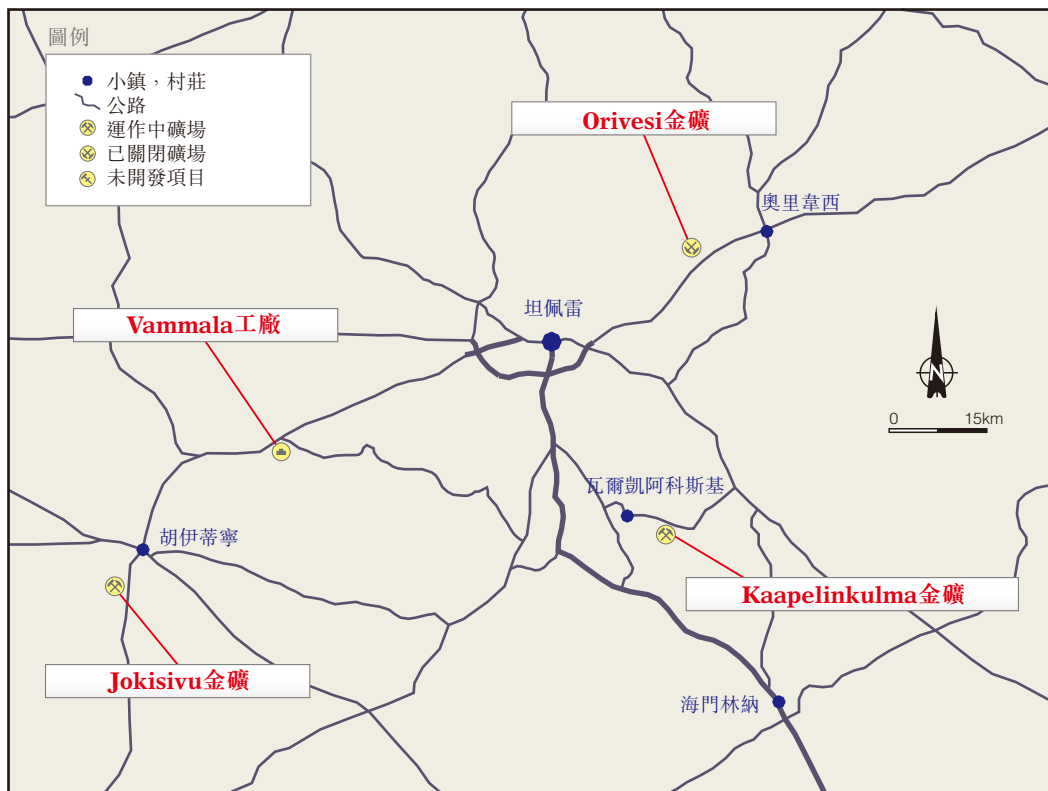 圖例
小鎮，村莊
公路
運作中礦場
已關閉礦場
未開發項目
Orivesi金礦
奧里韋西
坦佩雷
Vammala工廠
N
0 15km
瓦爾凱阿科斯基
胡伊蒂寧
Kaapelinkulma金礦
Jokisivu金礦
海門林納